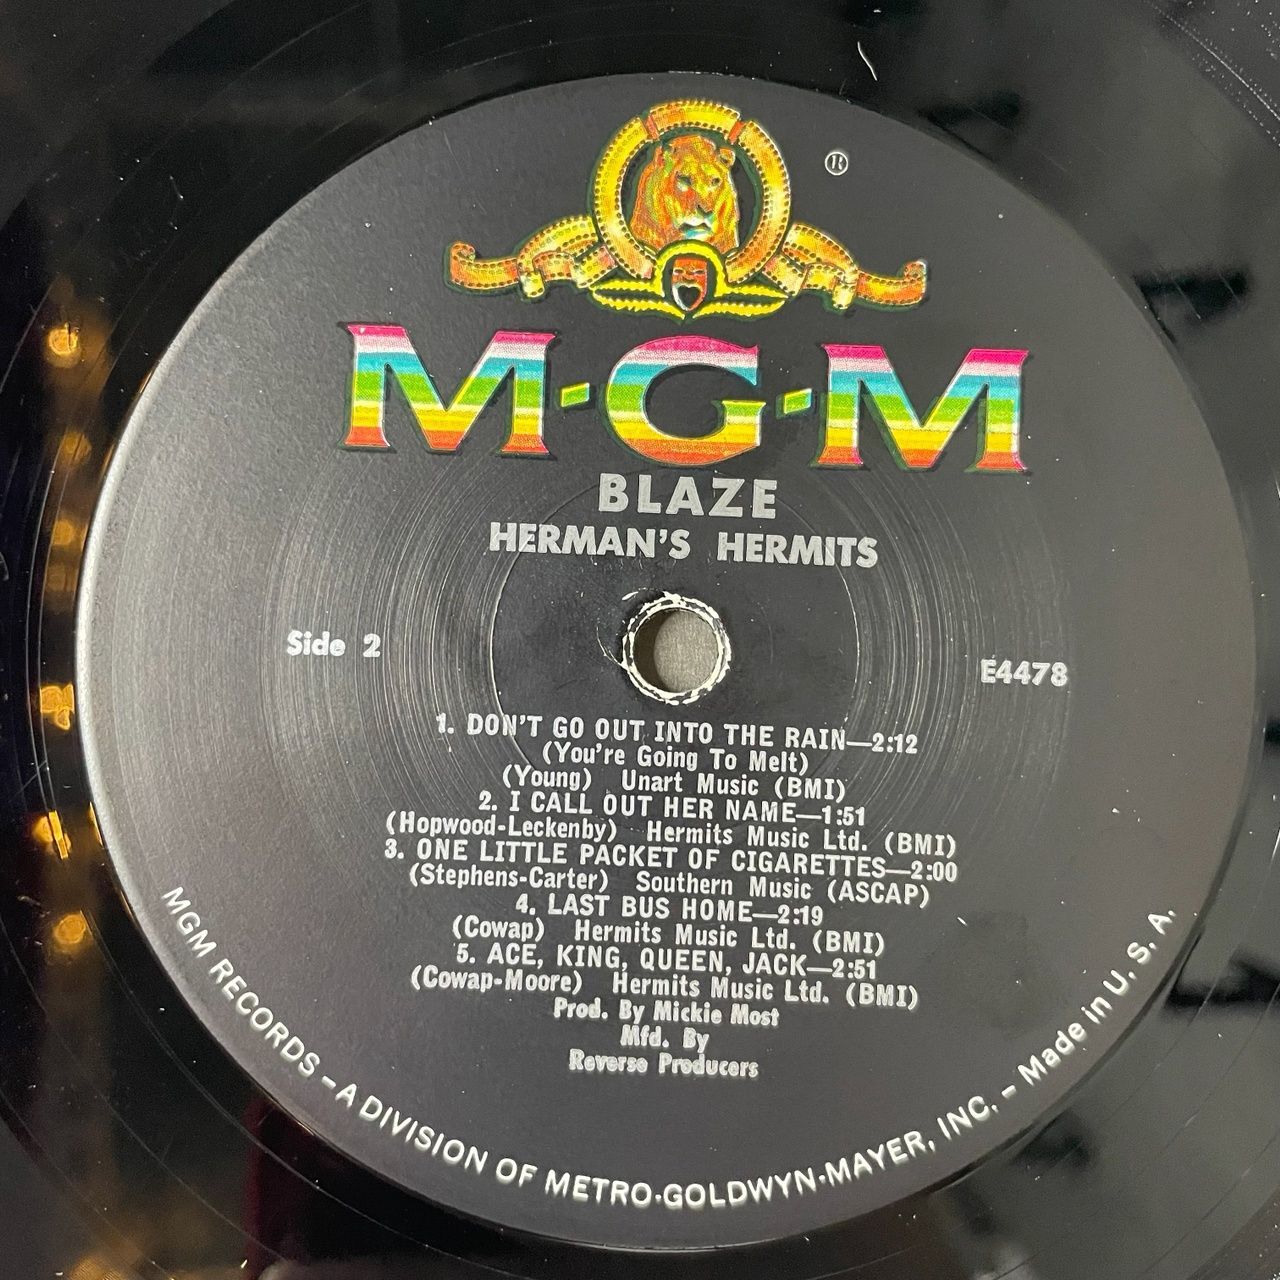 ®
M-G-M
BLAZE
HERMAN'S HERMITS
Side 2
E4478
1. DON'T GO OUT INTO THE RAIN—2:12
(You're Going To Melt)
(Young) Unart Music (BMI)
2. I CALL OUT HER NAME—1:51
(Hopwood-Leckenby) Hermits Music Ltd. (BMI)
3. ONE LITTLE PACKET OF CIGARETTES—2:00
(Stephens-Carter) Southern Music (ASCAP)
4. LAST BUS HOME—2:19
(Cowap) Hermits Music Ltd. (BMI)
5. ACE, KING, QUEEN, JACK—2:51
(Cowap-Moore) Hermits Music Ltd. (BMI)
Prod. By Mickie Most
Mfd. By
Reverse Producers
MGM RECORDS – A DIVISION OF METRO-GOLDWYN-MAYER, INC. – Made in U. S. A.